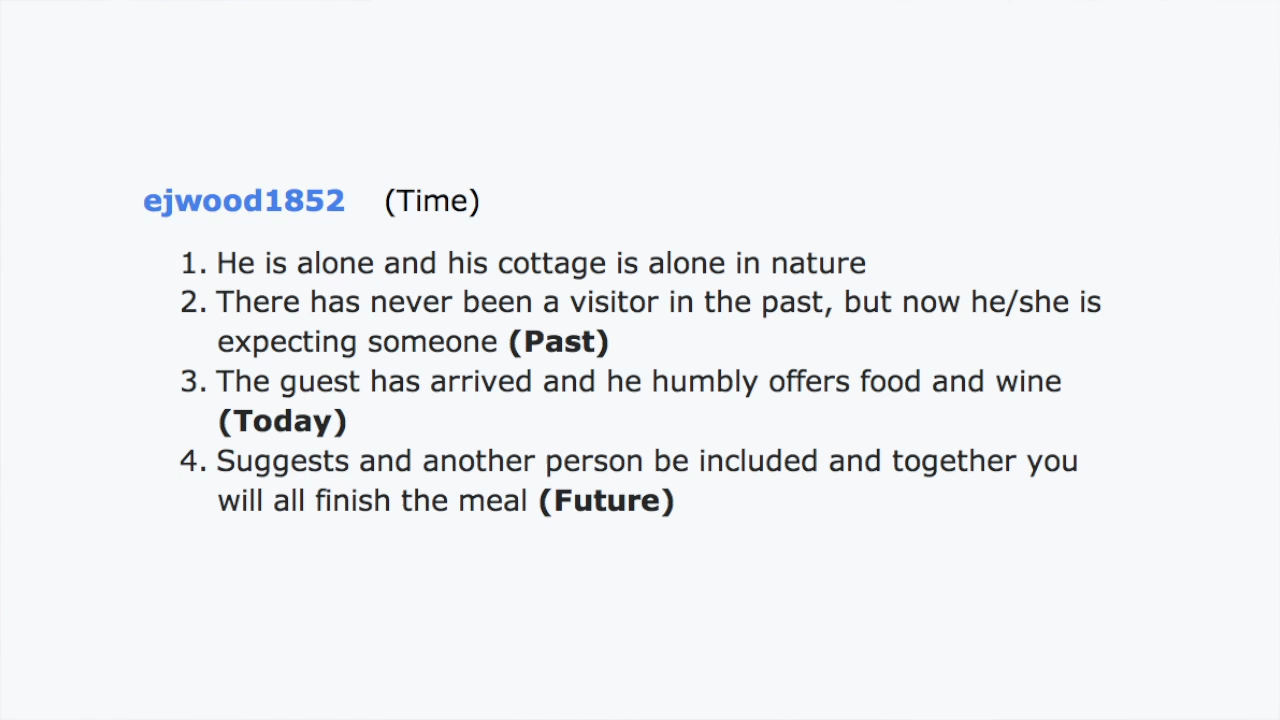 ejwood1852 (Time)
1. He is alone and his cottage is alone in nature
2. There has never been a visitor in the past, but now he/she is
expecting someone (Past)
3. The guest has arrived and he humbly offers food and wine
(Today)
4. Suggests and another person be included and together you
will all finish the meal (Future)